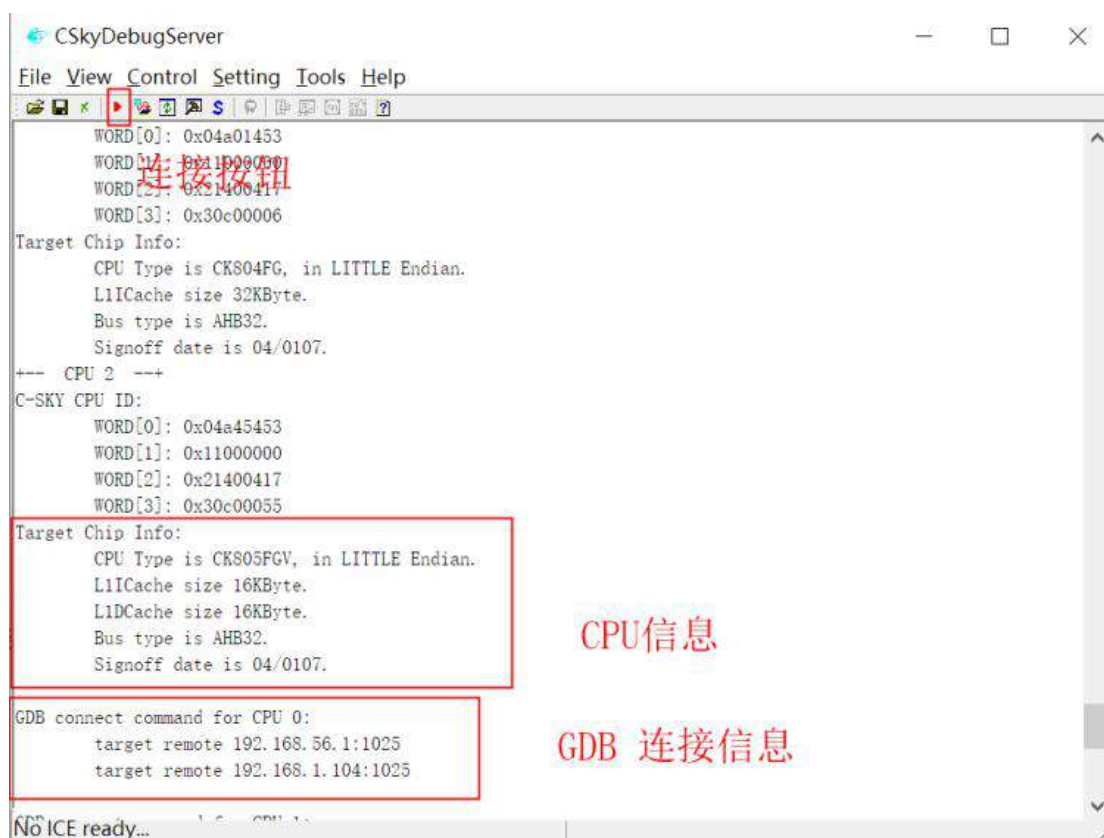 CSkyDebugServer
File View Control Setting Tools Help
WORD[0]: 0x04a01453
WORD[1]: 0x11000000
连接按钮
WORD[2]: 0x21400417
WORD[3]: 0x30c00006
Target Chip Info:
CPU Type is CK804FG, in LITTLE Endian.
L1ICache size 32KByte.
Bus type is AHB32.
Signoff date is 04/0107.
+-- CPU 2 --+
C-SKY CPU ID:
WORD[0]: 0x04a45453
WORD[1]: 0x11000000
WORD[2]: 0x21400417
WORD[3]: 0x30c00055
Target Chip Info:
CPU Type is CK805FGV, in LITTLE Endian.
L1ICache size 16KByte.
L1DCache size 16KByte.
Bus type is AHB32.
Signoff date is 04/0107.
CPU信息
GDB connect command for CPU 0:
target remote 192.168.56.1:1025
target remote 192.168.1.104:1025
GDB 连接信息
No ICE ready...